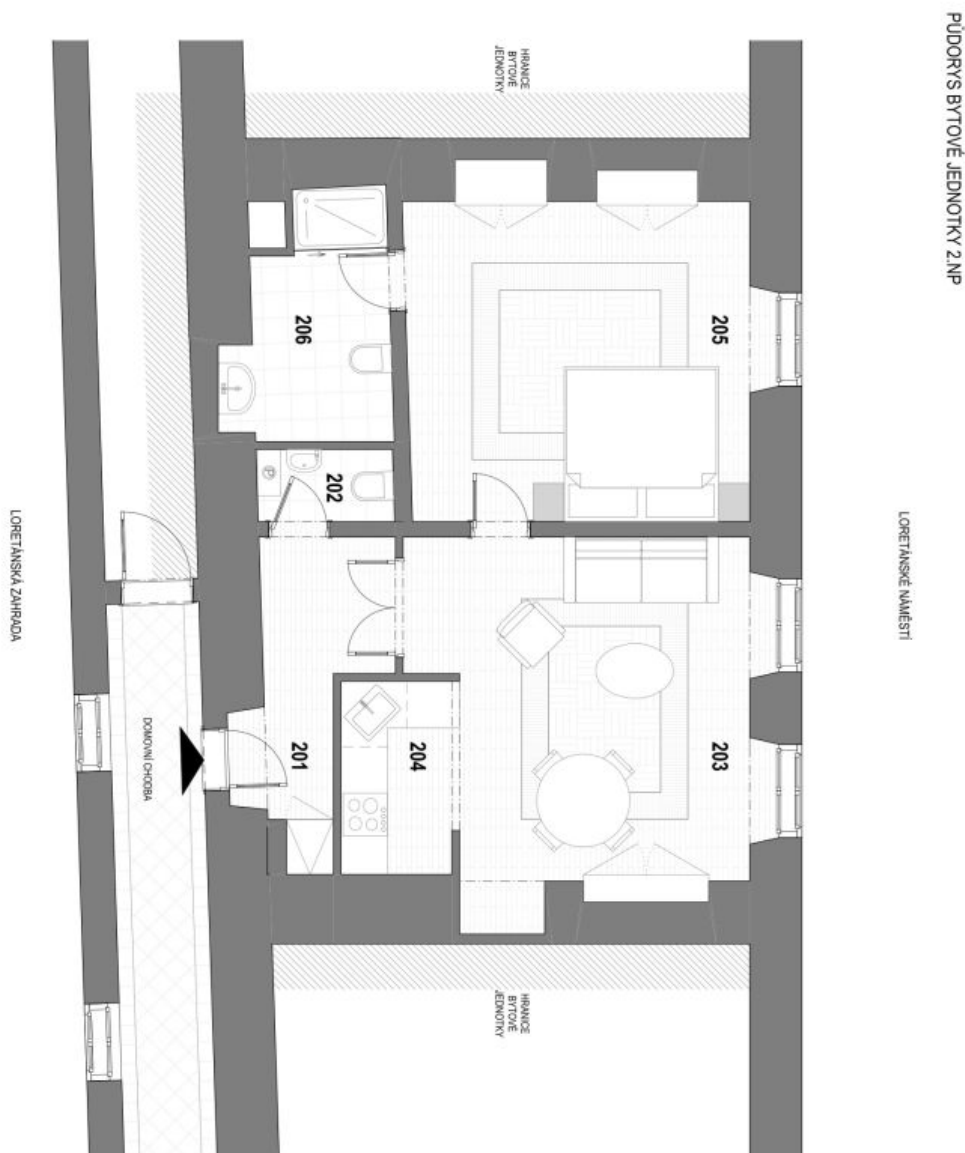 PŮDORYS BYTOVÉ JEDNOTKY 2.NP
LORETÁNSKÉ NÁMĚSTÍ
HRANICE
BYTOVÉ
JEDNOTKY
205
203
HRANICE
BYTOVÉ
JEDNOTKY
206
202
204
201
DOMOVNÍ CHODBA
LORETÁNSKÁ ZAHRADA